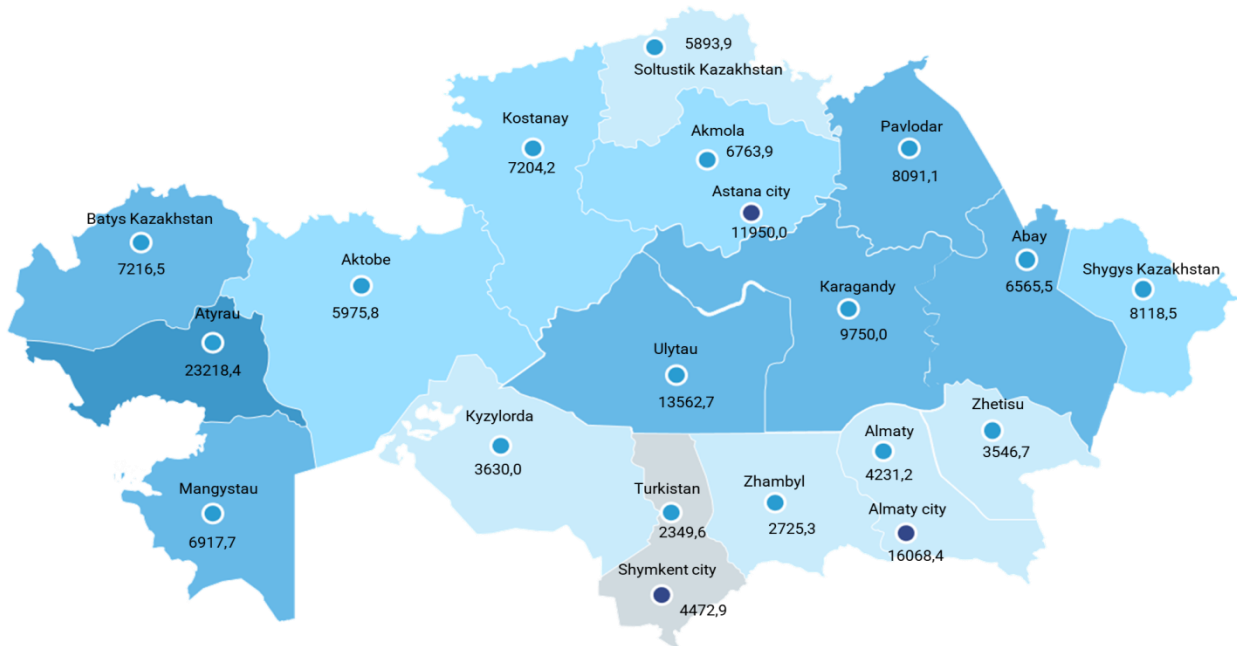 5893,9
Soltustik Kazakhstan
Kostanay
7204,2
Akmola
6763,9
Pavlodar
8091,1
Astana city
11950,0
Batys Kazakhstan
7216,5
Aktobe
5975,8
Abay
6565,5
Shygys Kazakhstan
8118,5
Karagandy
9750,0
Atyrau
23218,4
Ulytau
13562,7
Kyzylorda
3630,0
Zhetisu
3546,7
Almaty
4231,2
Mangystau
6917,7
Turkistan
2349,6
Zhambyl
2725,3
Almaty city
16068,4
Shymkent city
4472,9